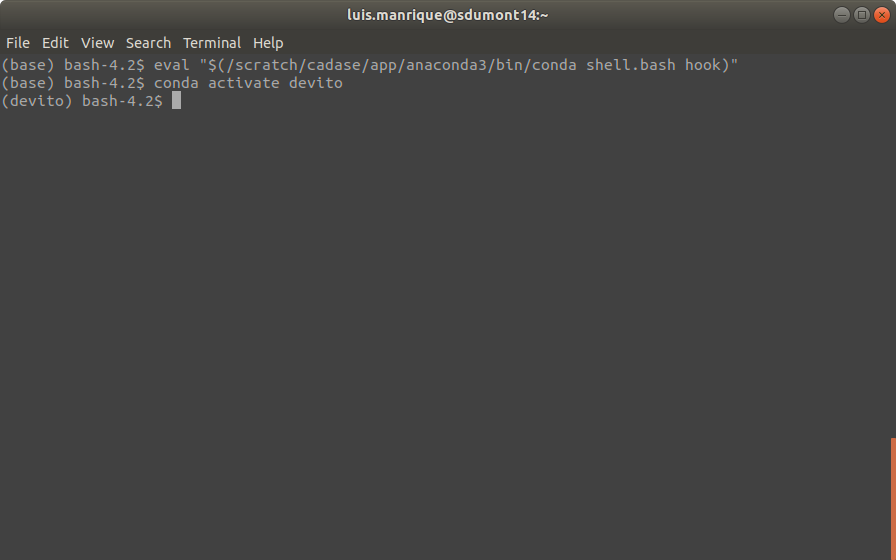 luis.manrique@sdumont14:~
File Edit View Search Terminal Help
(base) bash-4.2$ eval "$(/scratch/cadase/app/anaconda3/bin/conda shell.bash hook)"
(base) bash-4.2$ conda activate devito
(devito) bash-4.2$